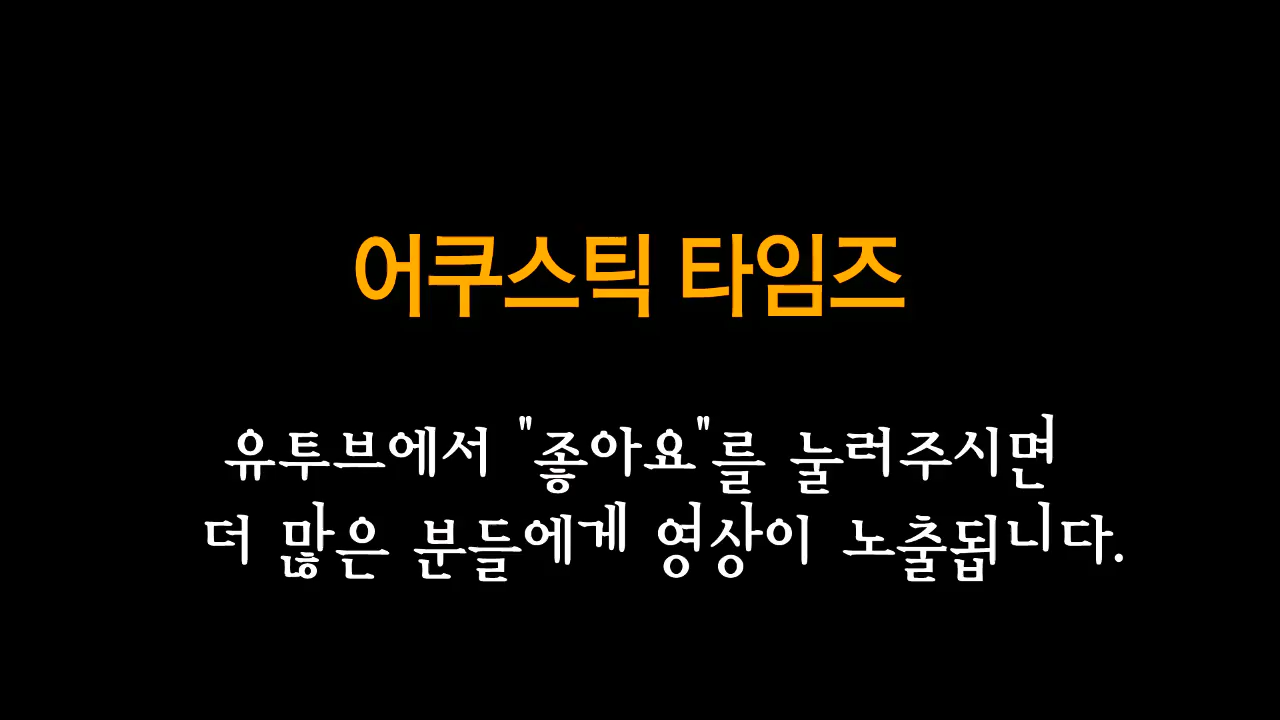 어쿠스틱 타임즈
유투브에서 "좋아요"를 눌러주시면
더 많은 분들에게 영상이 노출됩니다.